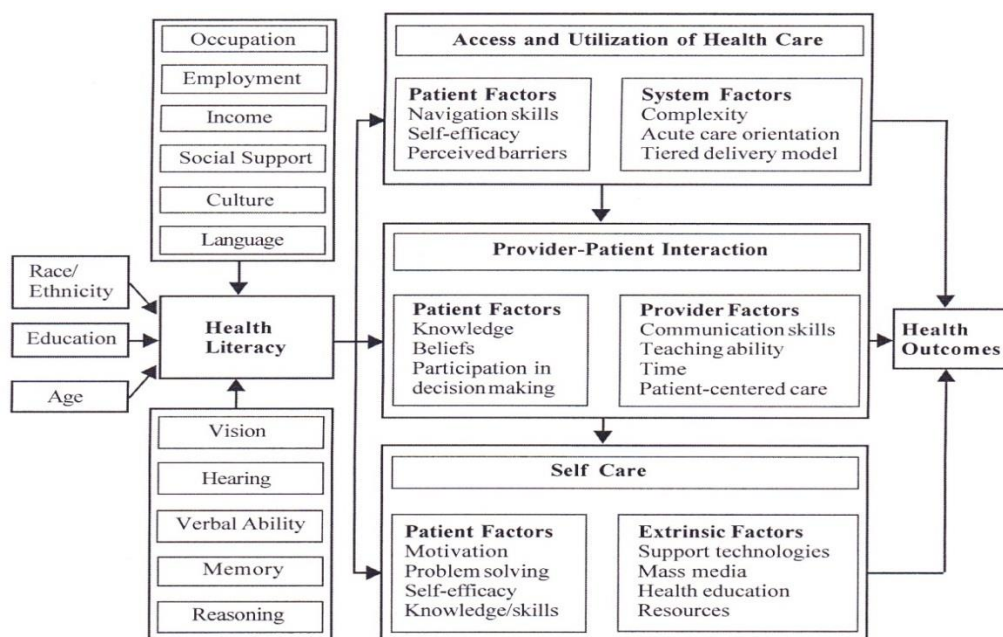 Occupation
Employment
Income
Social Support
Culture
Language
Race/
Ethnicity
Education
Age
Health
Literacy
Vision
Hearing
Verbal Ability
Memory
Reasoning
Access and Utilization of Health Care
Patient Factors
Navigation skills
Self-efficacy
Perceived barriers
System Factors
Complexity
Acute care orientation
Tiered delivery model
Provider-Patient Interaction
Patient Factors
Knowledge
Beliefs
Participation in
decision making
Provider Factors
Communication skills
Teaching ability
Time
Patient-centered care
Self Care
Patient Factors
Motivation
Problem solving
Self-efficacy
Knowledge/skills
Extrinsic Factors
Support technologies
Mass media
Health education
Resources
Health
Outcomes